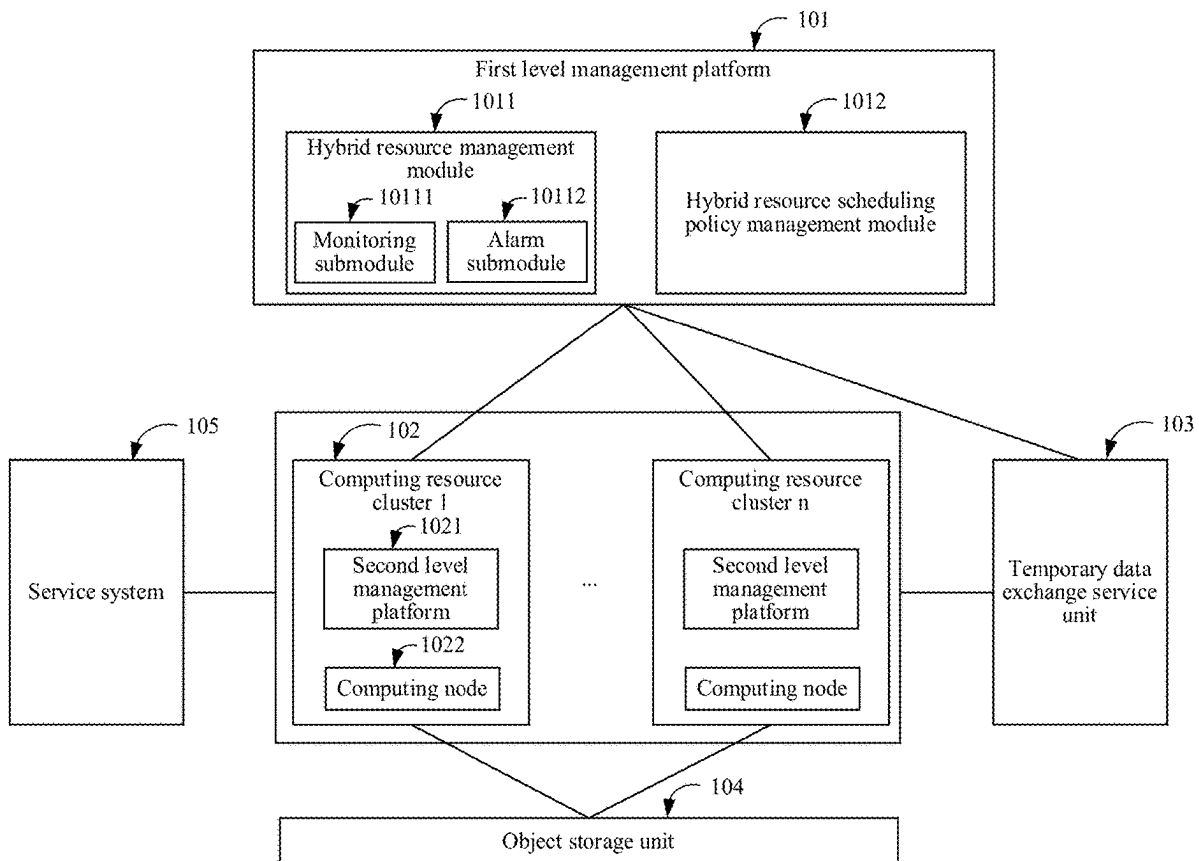 101
First level management platform
1011
1012
Hybrid resource management
module
10111
10112
Monitoring
submodule
Alarm
submodule
Hybrid resource scheduling
policy management module
105
102
103
Service system
Computing resource
cluster 1
1021
Second level
management
platform
1022
Computing node
...
Computing resource
cluster n
Second level
management
platform
Computing node
Temporary data
exchange service
unit
104
Object storage unit